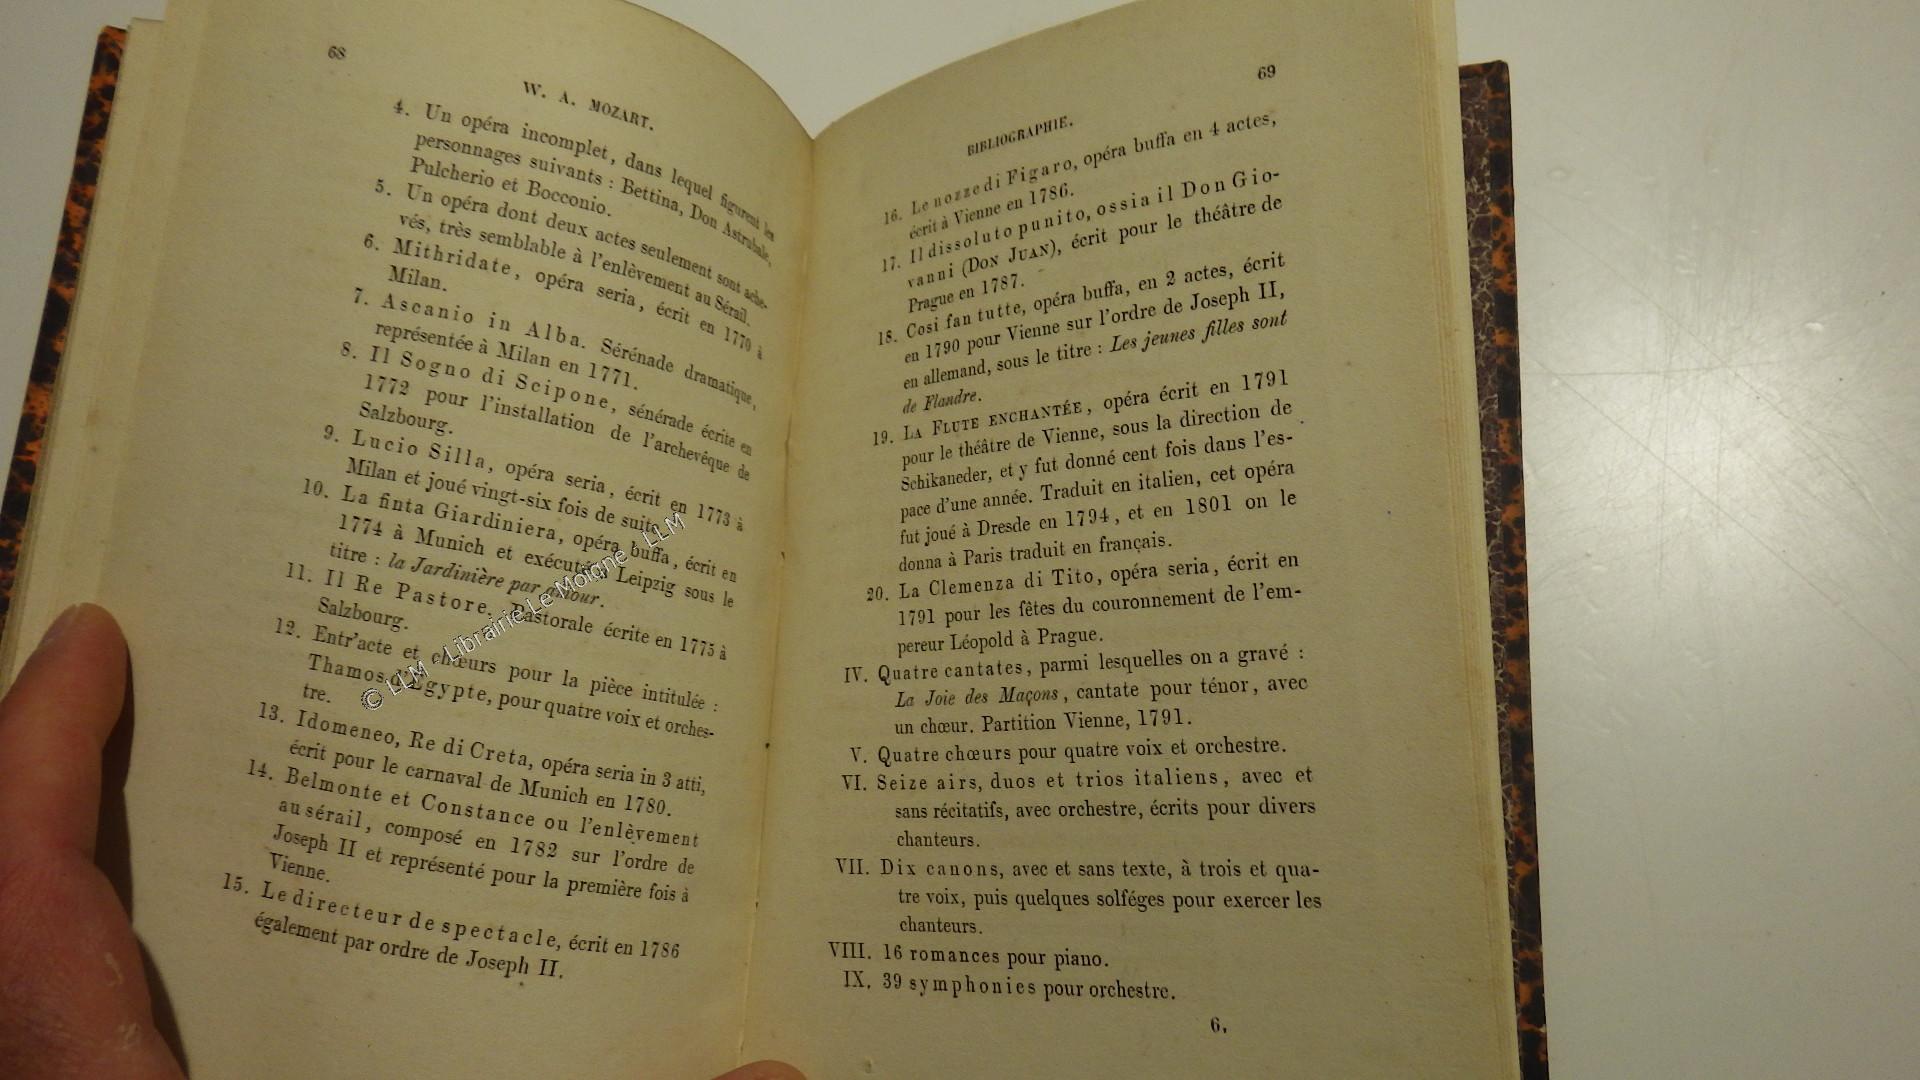 68
W. A. MOZART.
4. Un opéra incomplet, dans lequel figurent les
personnages suivants : Bettina, Don Astrubale,
Pulcherio et Bocconio.
5. Un opéra dont deux actes seulement sont ache-
vés, très semblable à l'enlèvement au Sérail.
6. Mithridate, opéra seria, écrit en 1770 à
Milan.
7. Ascanio in Alba. Sérénade dramatique,
représentée à Milan en 1771.
8. Il Sogno di Scipone, sénérade écrite en
1772 pour l'installation de l'archevêque de
Salzbourg.
9. Lucio Silla, opéra seria, écrit en 1773 à
Milan et joué vingt-six fois de suite.
10. La finta Giardiniera, opéra buffa, écrit en
1774 à Munich et exécuté à Leipzig sous le
titre : la Jardinière par amour.
11. Il Re Pastore. Pastorale écrite en 1775 à
Salzbourg.
12. Entr'acte et chœurs pour la pièce intitulée :
Thamos d'Egypte, pour quatre voix et orches-
tre.
13. Idomeneo, Re di Creta, opéra seria in 3 atti,
écrit pour le carnaval de Munich en 1780.
14. Belmonte et Constance ou l'enlèvement
au sérail, composé en 1782 sur l'ordre de
Joseph II et représenté pour la première fois à
Vienne.
15. Le directeur de spectacle, écrit en 1786
également par ordre de Joseph II.
© LLM - Librairie Le Moigne - LLM
69
BIBLIOGRAPHIE.
16. Le nozze di Figaro, opéra buffa en 4 actes,
écrit à Vienne en 1786.
17. Il dissoluto punito, ossia il Don Gio-
vanni (DON JUAN), écrit pour le théâtre de
Prague en 1787.
18. Cosi fan tutte, opéra buffa, en 2 actes, écrit
en 1790 pour Vienne sur l'ordre de Joseph II,
en allemand, sous le titre : Les jeunes filles sont
de Flandre.
19. LA FLUTE ENCHANTÉE, opéra écrit en 1791
pour le théâtre de Vienne, sous la direction de
Schikaneder, et y fut donné cent fois dans l'es-
pace d'une année. Traduit en italien, cet opéra
fut joué à Dresde en 1794, et en 1801 on le
donna à Paris traduit en français.
20. La Clemenza di Tito, opéra seria, écrit en
1791 pour les fêtes du couronnement de l'em-
pereur Léopold à Prague.
IV. Quatre cantates, parmi lesquelles on a gravé :
La Joie des Maçons, cantate pour ténor, avec
un chœur. Partition Vienne, 1791.
V. Quatre chœurs pour quatre voix et orchestre.
VI. Seize airs, duos et trios italiens, avec et
sans récitatifs, avec orchestre, écrits pour divers
chanteurs.
VII. Dix canons, avec et sans texte, à trois et qua-
tre voix, puis quelques solféges pour exercer les
chanteurs.
VIII. 16 romances pour piano.
IX. 39 symphonies pour orchestre.
6.